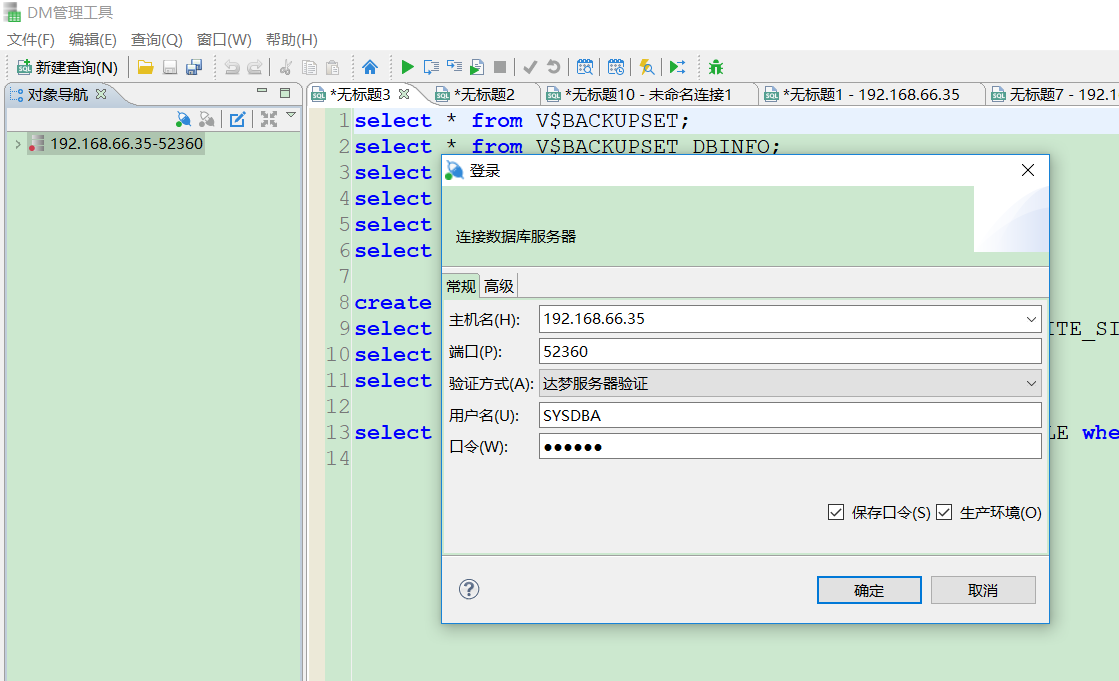 DM管理工具
文件(F) 编辑(E) 查询(Q) 窗口(W) 帮助(H)
新建查询(N)
对象导航
*无标题3 *无标题2 *无标题10 - 未命名连接1 *无标题1 - 192.168.66.35 无标题7 - 192.1
192.168.66.35-52360
1 select * from V$BACKUPSET;
2 select * from V$BACKUPSET_DBINFO;
3 select
4 select
5 select
6 select
7
8 create
9 select ITE_SI
10 select
11 select
12
13 select LE whe
14
登录
连接数据库服务器
常规 高级
主机名(H): 192.168.66.35
端口(P): 52360
验证方式(A): 达梦服务器验证
用户名(U): SYSDBA
口令(W): ●●●●●●
保存口令(S) 生产环境(O)
确定 取消